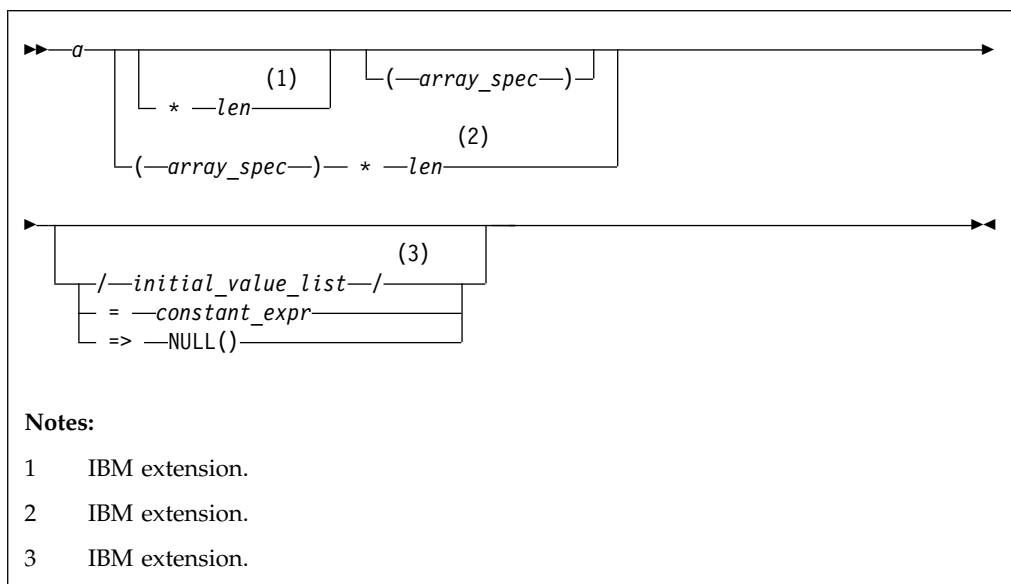 a
(1)
( array_spec )
* len
(2)
( array_spec ) * len
(3)
/ initial_value_list /
= constant_expr
=> NULL()
Notes:
1 IBM extension.
2 IBM extension.
3 IBM extension.